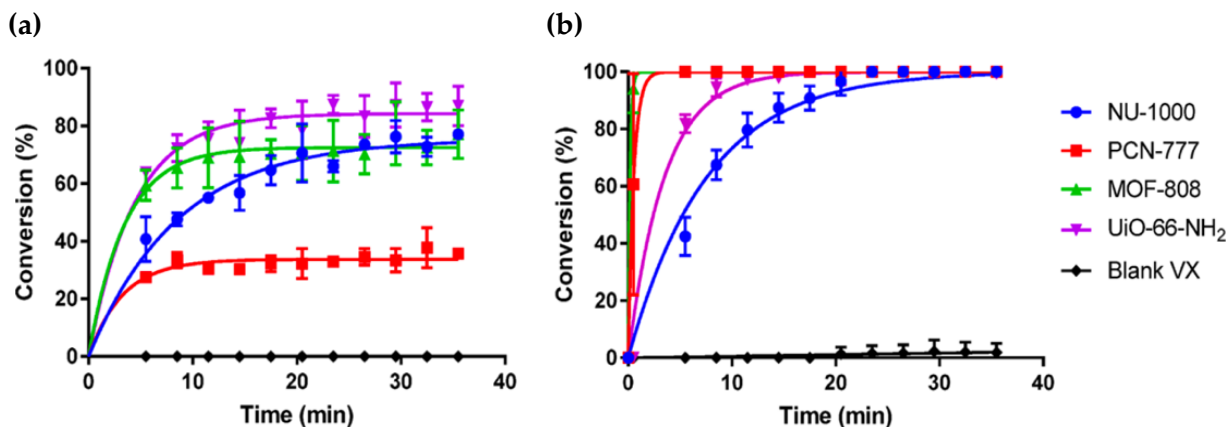 (a)
100
80
60
40
20
0
0 10 20 30 40
Conversion (%)
Time (min)
(b)
100
80
60
40
20
0
0 10 20 30 40
Conversion (%)
Time (min)
NU-1000
PCN-777
MOF-808
UiO-66-NH₂
Blank VX